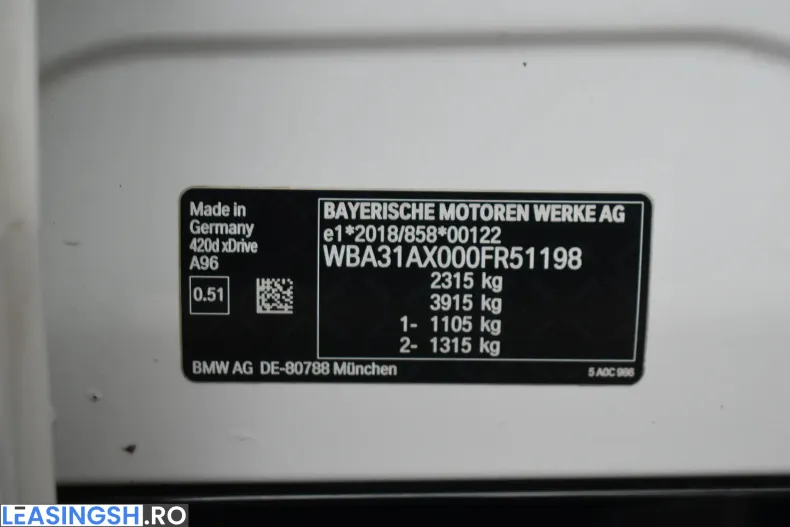 Made in
Germany
420d xDrive
A96
0.51
BAYERISCHE MOTOREN WERKE AG
e1*2018/858*00122
WBA31AX000FR51198
2315 kg
3915 kg
1- 1105 kg
2- 1315 kg
BMW AG DE-80788 München
5 A0C 986
LEASINGSH.RO